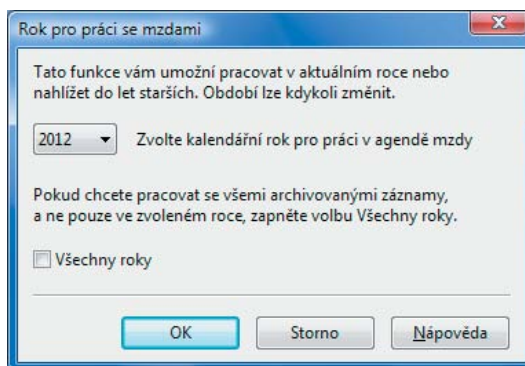 Rok pro práci se mzdami
Tato funkce vám umožní pracovat v aktuálním roce nebo
nahlížet do let starších. Období lze kdykoli změnit.
2012 Zvolte kalendářní rok pro práci v agendě mzdy
Pokud chcete pracovat se všemi archivovanými záznamy,
a ne pouze ve zvoleném roce, zapněte volbu Všechny roky.
Všechny roky
OK Storno Nápověda